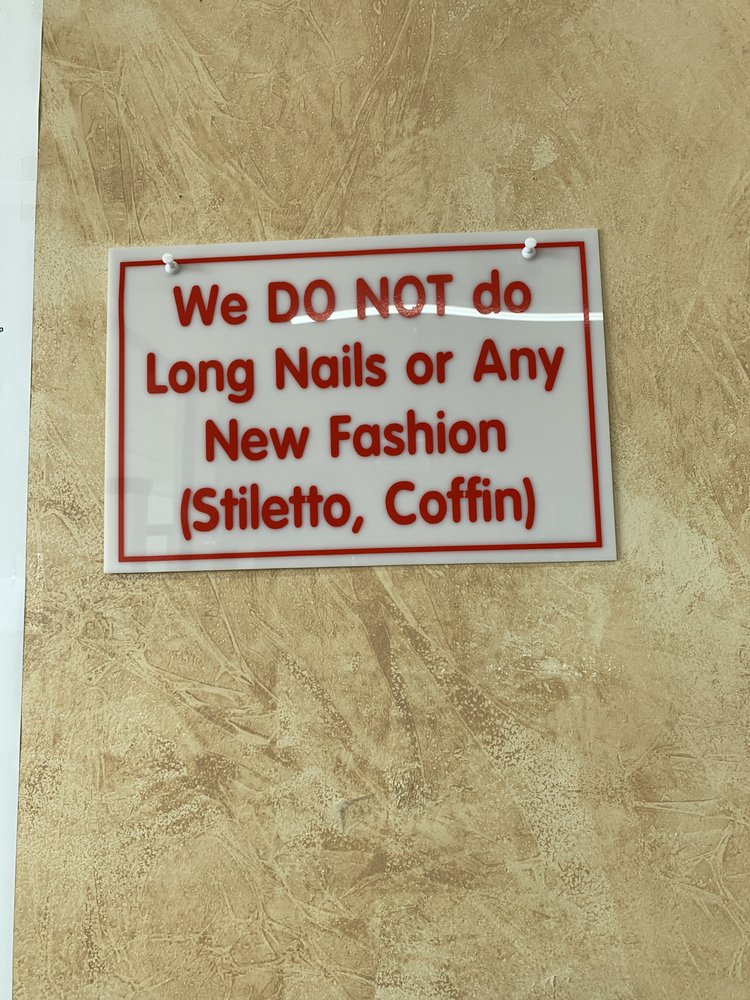 We DO NOT do
Long Nails or Any
New Fashion
(Stiletto, Coffin)